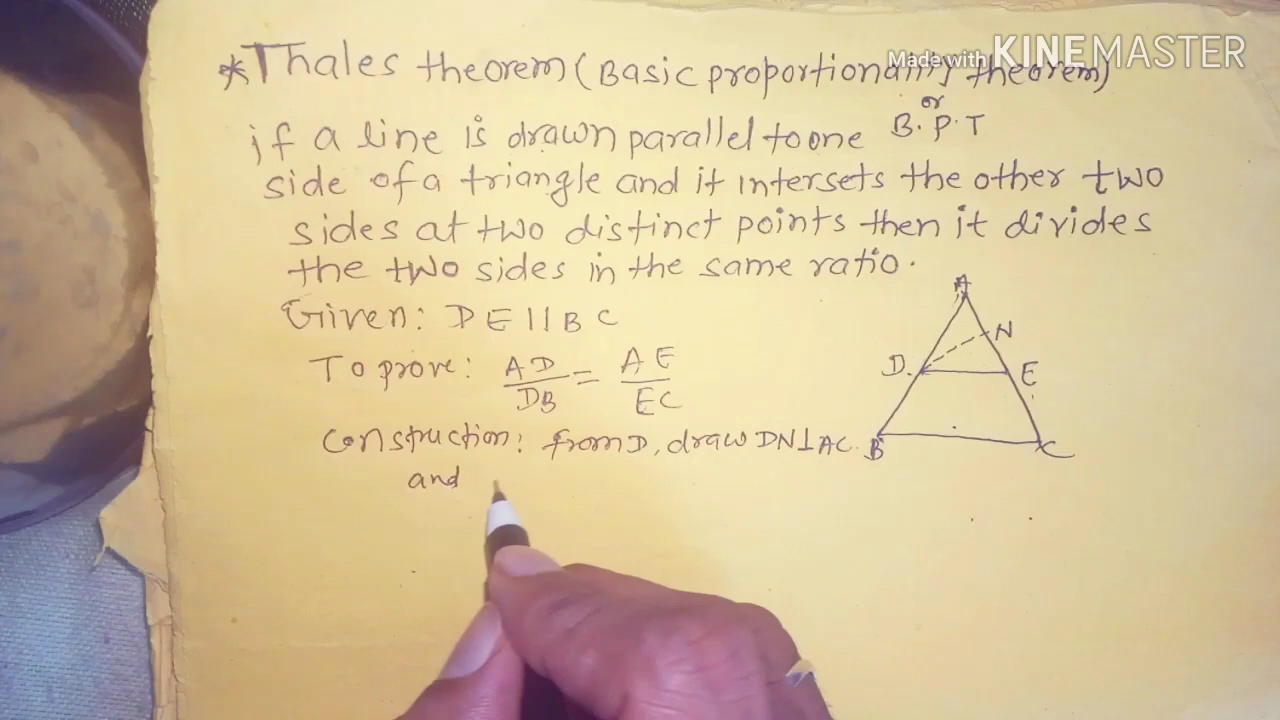 Made with KINEMASTER
*Thales theorem (Basic proportionality theorem)
or
B.P.T
if a line is drawn parallel to one
side of a triangle and it intersets the other two
sides at two distinct points then it divides
the two sides in the same ratio.
Given: DE||BC
To prove: AD/DB = AE/EC
Construction: from D, draw DN⊥AC.
and
A
N
D.
E
B
C